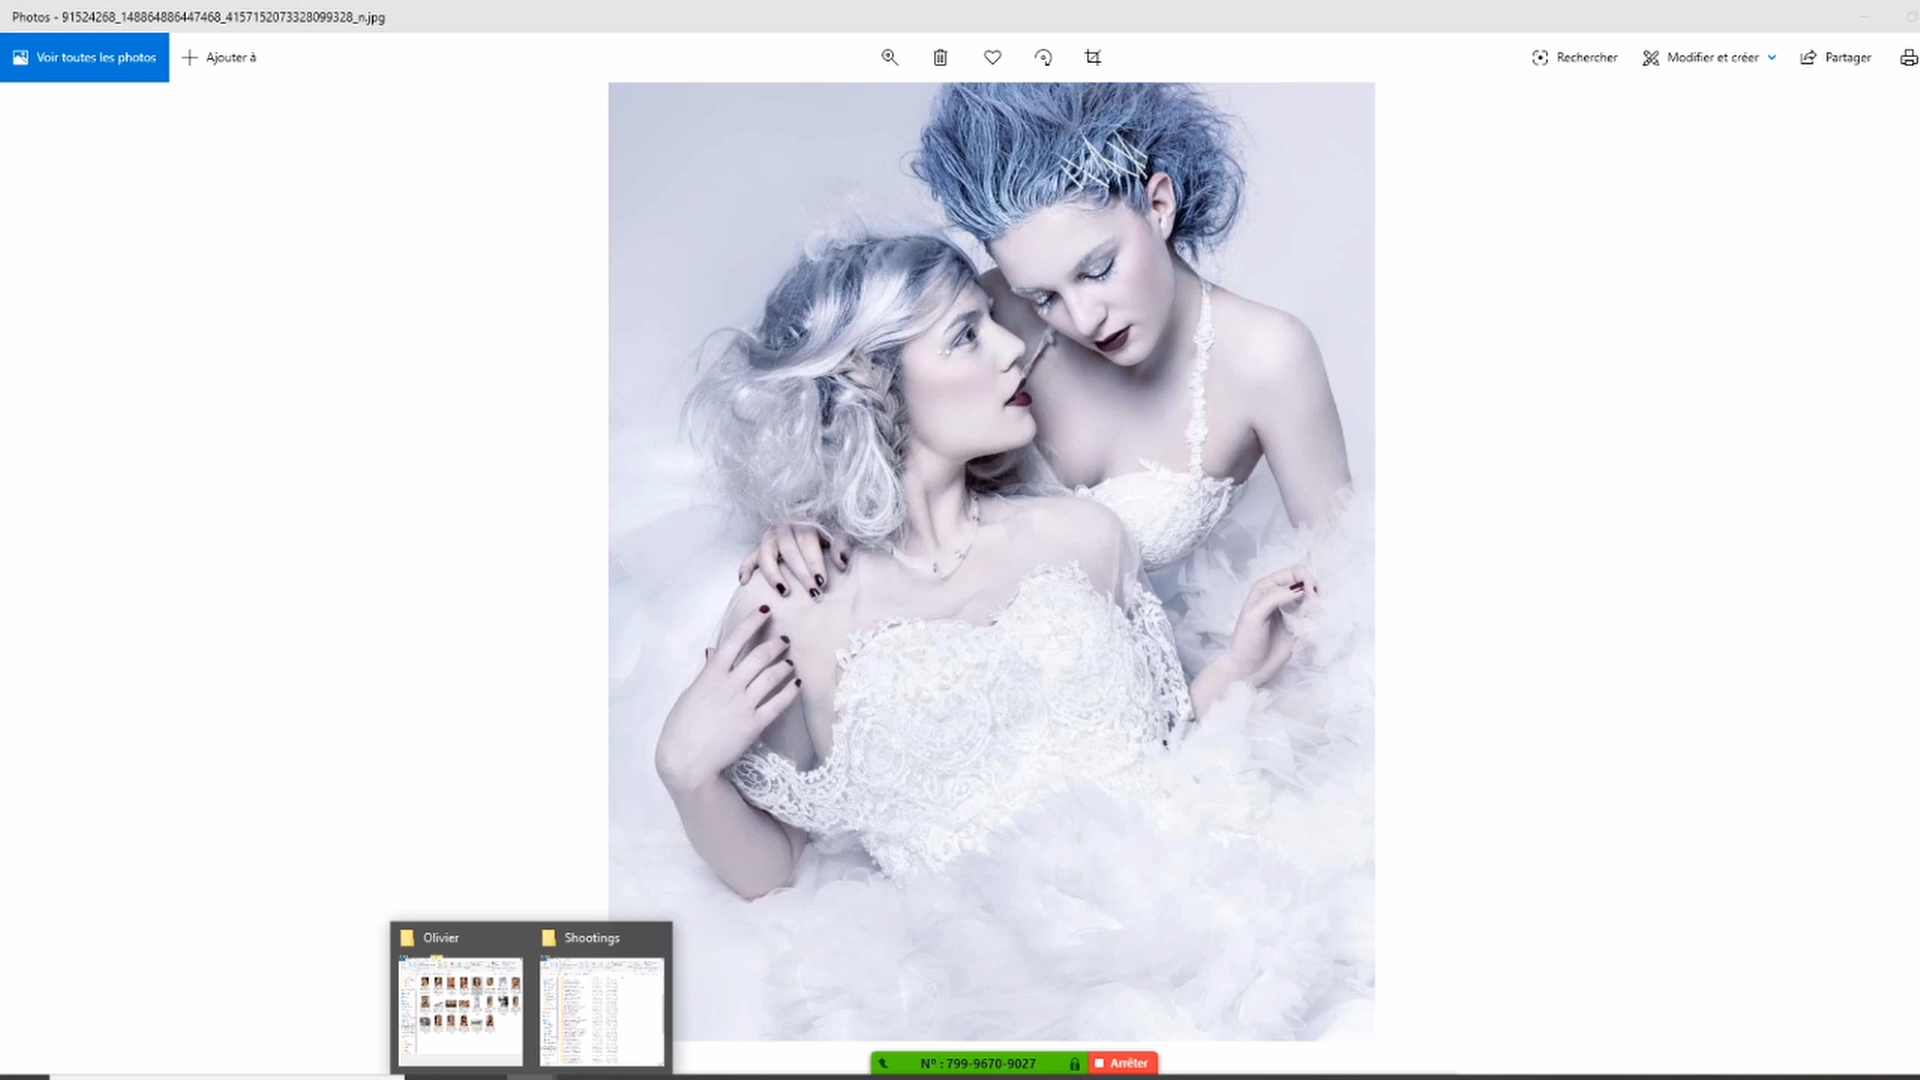 Photos - 91524268_148864886447468_4157152073328099328_n.jpg
Voir toutes les photos
Ajouter à
Rechercher
Modifier et créer
Partager
Olivier
Shootings
Nº : 799-9670-9027
Arrêter